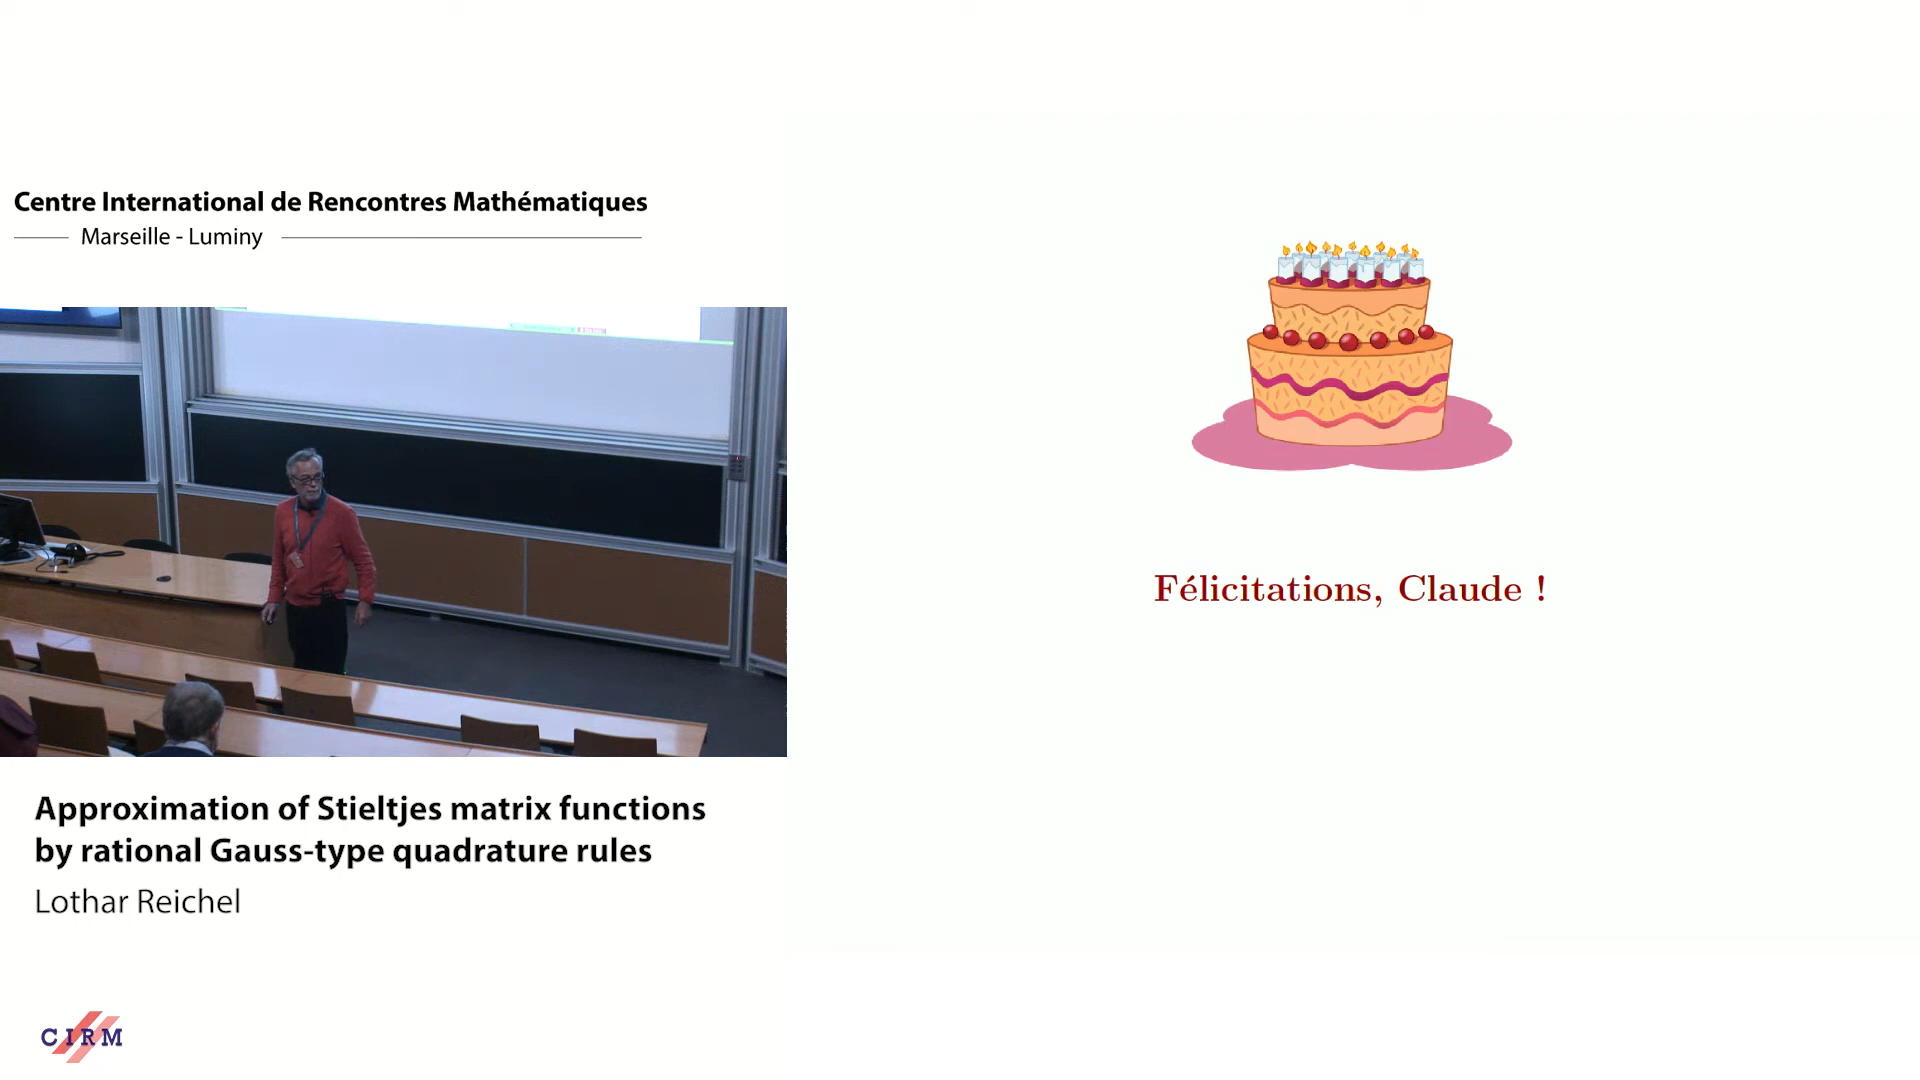 Centre International de Rencontres Mathématiques
Marseille - Luminy
Félicitations, Claude !
Approximation of Stieltjes matrix functions
by rational Gauss-type quadrature rules
Lothar Reichel
CIRM